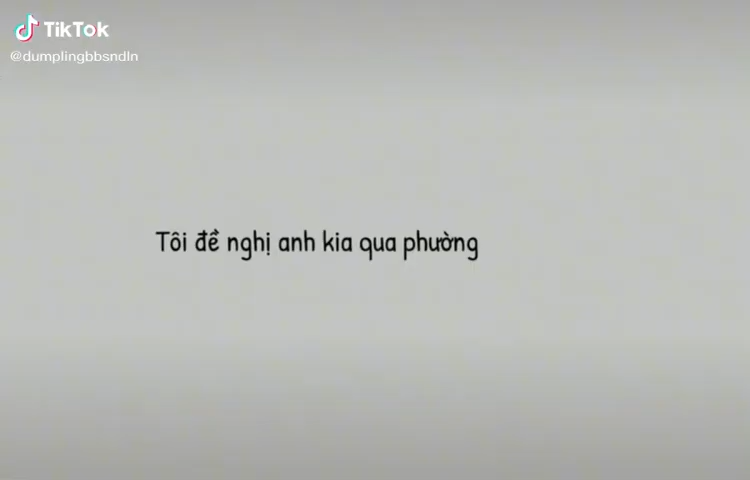 TikTok
@dumplingbbsndln
Tôi đề nghị anh kia qua phường